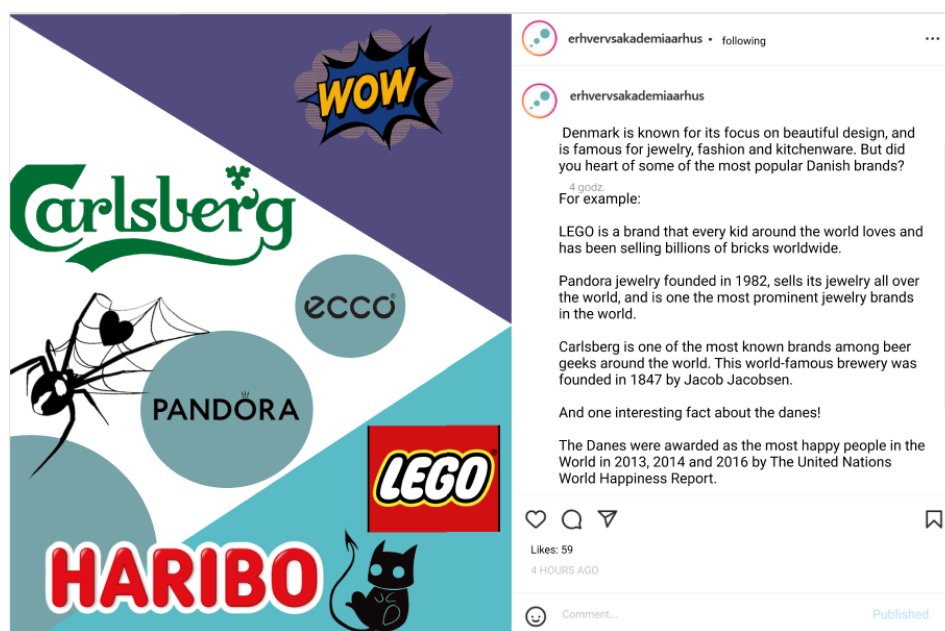 WOW
Carlsberg
ecco®
PANDÖRA
LEGO®
HARIBO
erhvervsakademiaarhus • following
erhvervsakademiaarhus
Denmark is known for its focus on beautiful design, and
is famous for jewelry, fashion and kitchenware. But did
you heart of some of the most popular Danish brands?
4 godz.
For example:
LEGO is a brand that every kid around the world loves and
has been selling billions of bricks worldwide.
Pandora jewelry founded in 1982, sells its jewelry all over
the world, and is one the most prominent jewelry brands
in the world.
Carlsberg is one of the most known brands among beer
geeks around the world. This world-famous brewery was
founded in 1847 by Jacob Jacobsen.
And one interesting fact about the danes!
The Danes were awarded as the most happy people in the
World in 2013, 2014 and 2016 by The United Nations
World Happiness Report.
Likes: 59
4 HOURS AGO
Comment...
Published